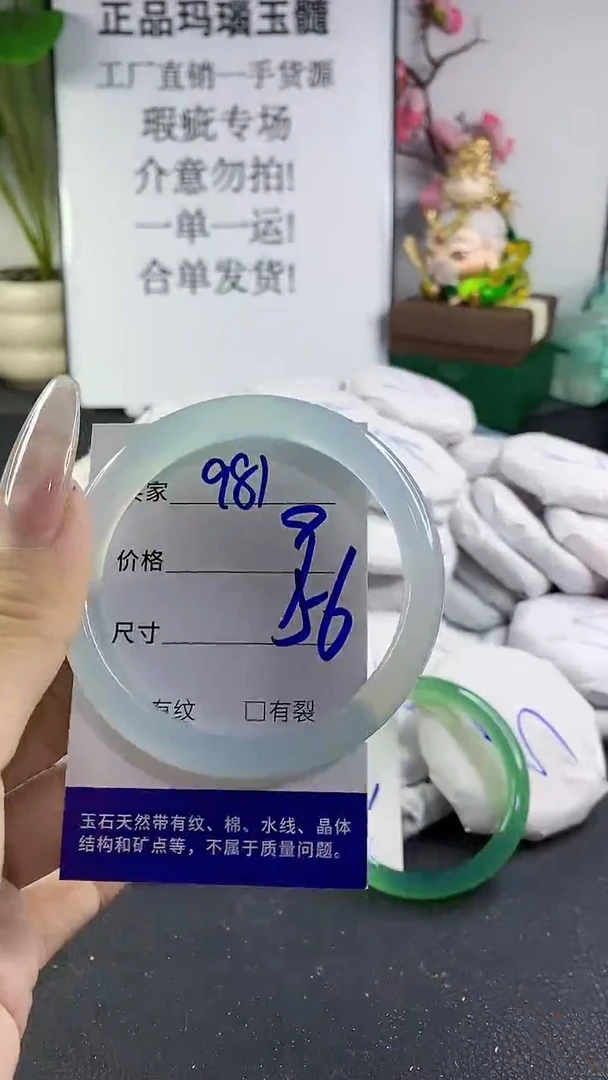 正品玛瑙玉髓
工厂直销一手货源
瑕疵专场
介意勿拍!
一单一运!
合单发货!
家 981
价格 9
尺寸 56
有纹 □有裂
玉石天然带有纹、棉、水线、晶体
结构和矿点等，不属于质量问题。